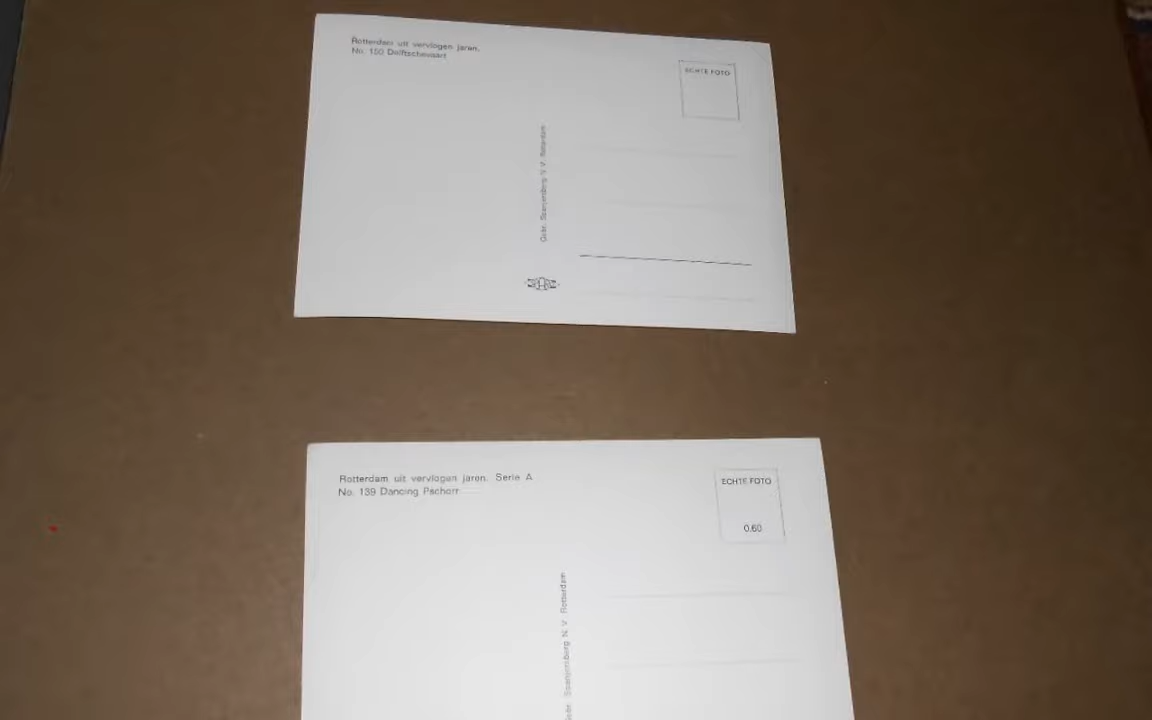 Rotterdam uit vervlogen jaren.
No. 150 Delftschevaart
ECHTE FOTO
Gebr. Spanjersberg N.V. Rotterdam
Rotterdam uit vervlogen jaren. Serie A
No. 139 Dancing Pschorr
ECHTE FOTO
0.60
Gebr. Spanjersberg N.V. Rotterdam